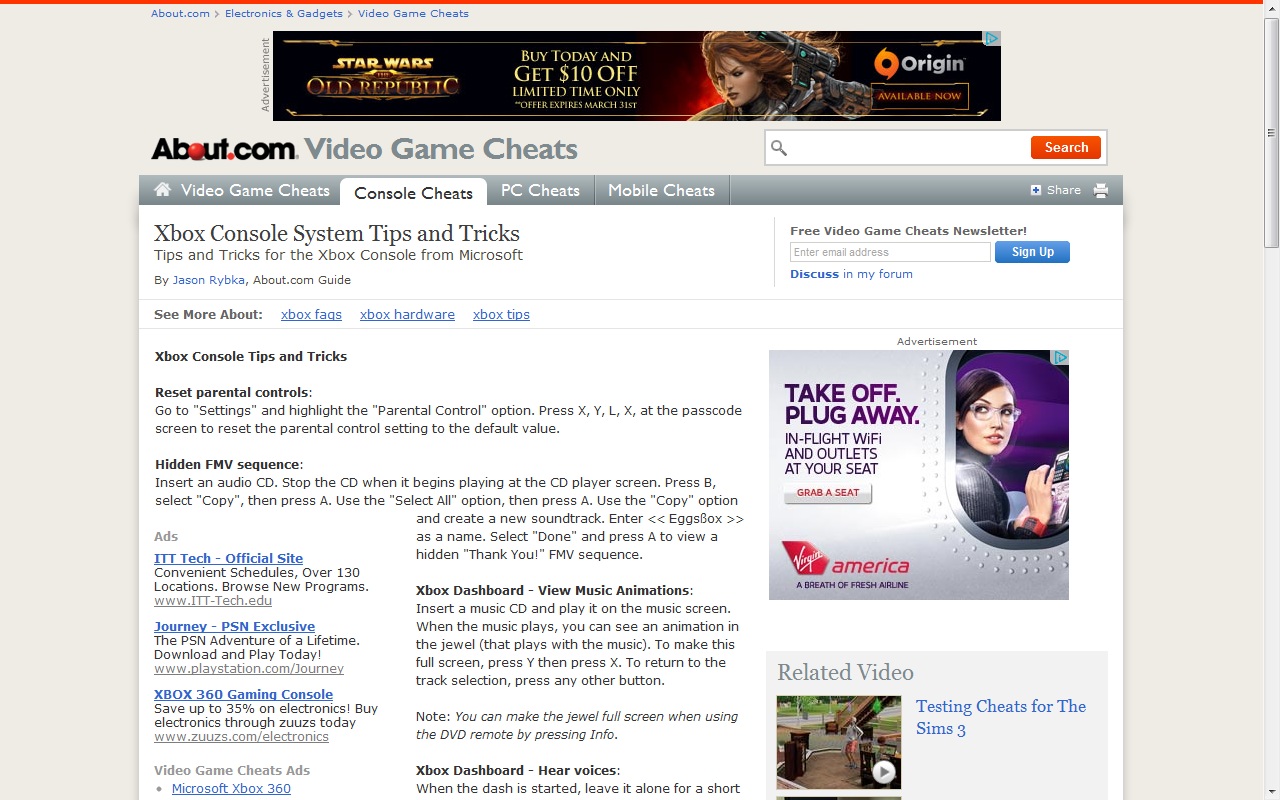 About.com > Electronics & Gadgets > Video Game Cheats
Advertisement
STAR WARS
THE
OLD REPUBLIC
BUY TODAY AND
GET $10 OFF
LIMITED TIME ONLY
**OFFER EXPIRES MARCH 31ST
Origin
AVAILABLE NOW
About.com Video Game Cheats
Search
Video Game Cheats
Console Cheats
PC Cheats
Mobile Cheats
Share
Xbox Console System Tips and Tricks
Tips and Tricks for the Xbox Console from Microsoft
By Jason Rybka, About.com Guide
Free Video Game Cheats Newsletter!
Enter email address
Sign Up
Discuss in my forum
See More About: xbox faqs xbox hardware xbox tips
Xbox Console Tips and Tricks
Reset parental controls:
Go to "Settings" and highlight the "Parental Control" option. Press X, Y, L, X, at the passcode
screen to reset the parental control setting to the default value.
Hidden FMV sequence:
Insert an audio CD. Stop the CD when it begins playing at the CD player screen. Press B,
select "Copy", then press A. Use the "Select All" option, then press A. Use the "Copy" option
and create a new soundtrack. Enter << Eggsßox >>
as a name. Select "Done" and press A to view a
hidden "Thank You!" FMV sequence.
Xbox Dashboard - View Music Animations:
Insert a music CD and play it on the music screen.
When the music plays, you can see an animation in
the jewel (that plays with the music). To make this
full screen, press Y then press X. To return to the
track selection, press any other button.
Note: You can make the jewel full screen when using
the DVD remote by pressing Info.
Xbox Dashboard - Hear voices:
When the dash is started, leave it alone for a short
Ads
ITT Tech - Official Site
Convenient Schedules, Over 130
Locations. Browse New Programs.
www.ITT-Tech.edu
Journey - PSN Exclusive
The PSN Adventure of a Lifetime.
Download and Play Today!
www.playstation.com/Journey
XBOX 360 Gaming Console
Save up to 35% on electronics! Buy
electronics through zuuzs today
www.zuuzs.com/electronics
Video Game Cheats Ads
Microsoft Xbox 360
Advertisement
TAKE OFF.
PLUG AWAY.
IN-FLIGHT WiFi
AND OUTLETS
AT YOUR SEAT
GRAB A SEAT
Virgin america
A BREATH OF FRESH AIRLINE
Related Video
Testing Cheats for The
Sims 3